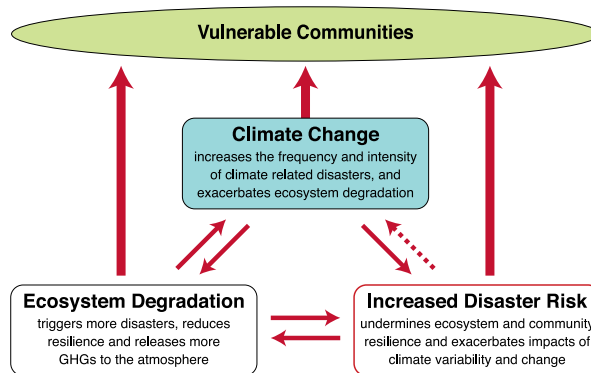 Vulnerable Communities
Climate Change
increases the frequency and intensity
of climate related disasters, and
exacerbates ecosystem degradation
Ecosystem Degradation
triggers more disasters, reduces
resilience and releases more
GHGs to the atmosphere
Increased Disaster Risk
undermines ecosystem and community
resilience and exacerbates impacts of
climate variability and change